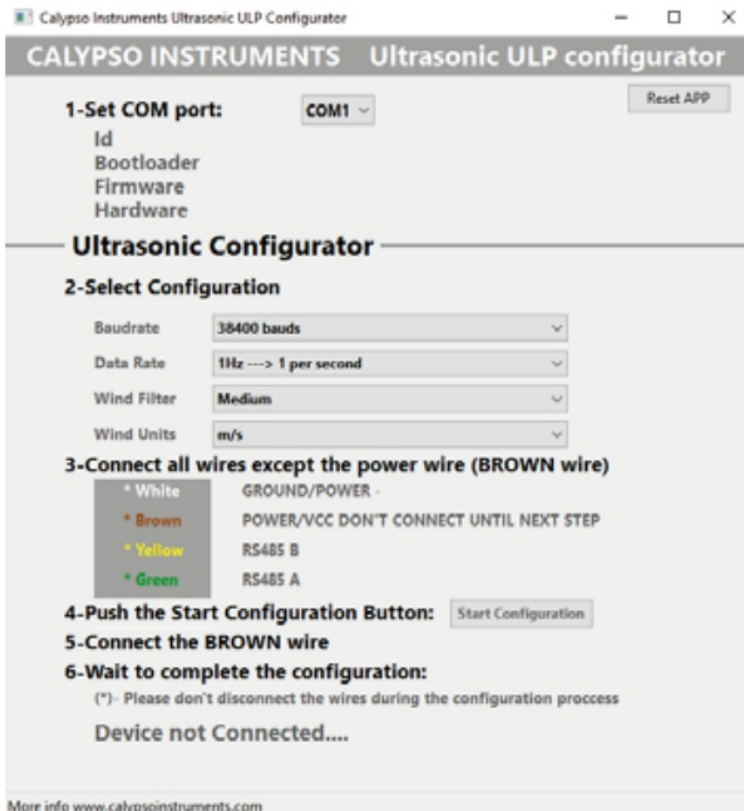 Calypso Instruments Ultrasonic ULP Configurator
CALYPSO INSTRUMENTS Ultrasonic ULP configurator
Reset APP
1-Set COM port: COM1
Id
Bootloader
Firmware
Hardware
Ultrasonic Configurator
2-Select Configuration
Baudrate 38400 bauds
Data Rate 1Hz ---> 1 per second
Wind Filter Medium
Wind Units m/s
3-Connect all wires except the power wire (BROWN wire)
* White GROUND/POWER -
* Brown POWER/VCC DON'T CONNECT UNTIL NEXT STEP
* Yellow RS485 B
* Green RS485 A
4-Push the Start Configuration Button: Start Configuration
5-Connect the BROWN wire
6-Wait to complete the configuration:
(*)- Please don't disconnect the wires during the configuration proccess
Device not Connected....
More info www.calypsoinstruments.com